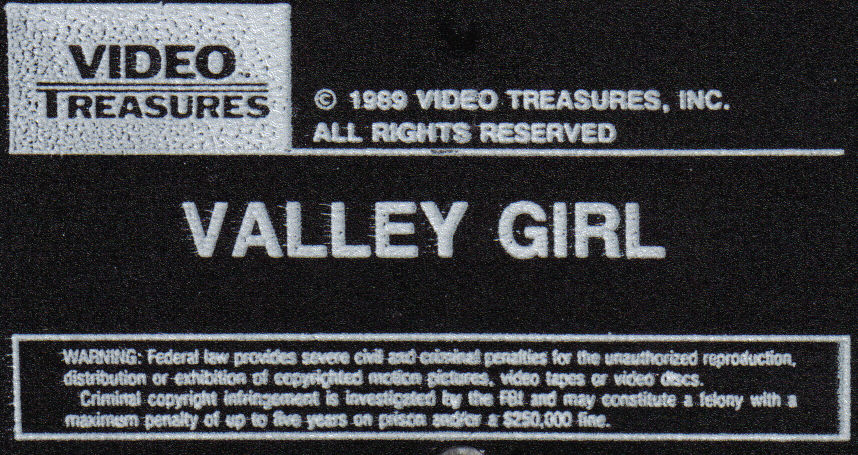 VIDEO
TREASURES
© 1989 VIDEO TREASURES, INC.
ALL RIGHTS RESERVED
VALLEY GIRL
WARNING: Federal law provides severe civil and criminal penalties for the unauthorized reproduction,
distribution or exhibition of copyrighted motion pictures, video tapes or video discs.
Criminal copyright infringement is investigated by the FBI and may constitute a felony with a
maximum penalty of up to five years on prison and/or a $250,000 fine.